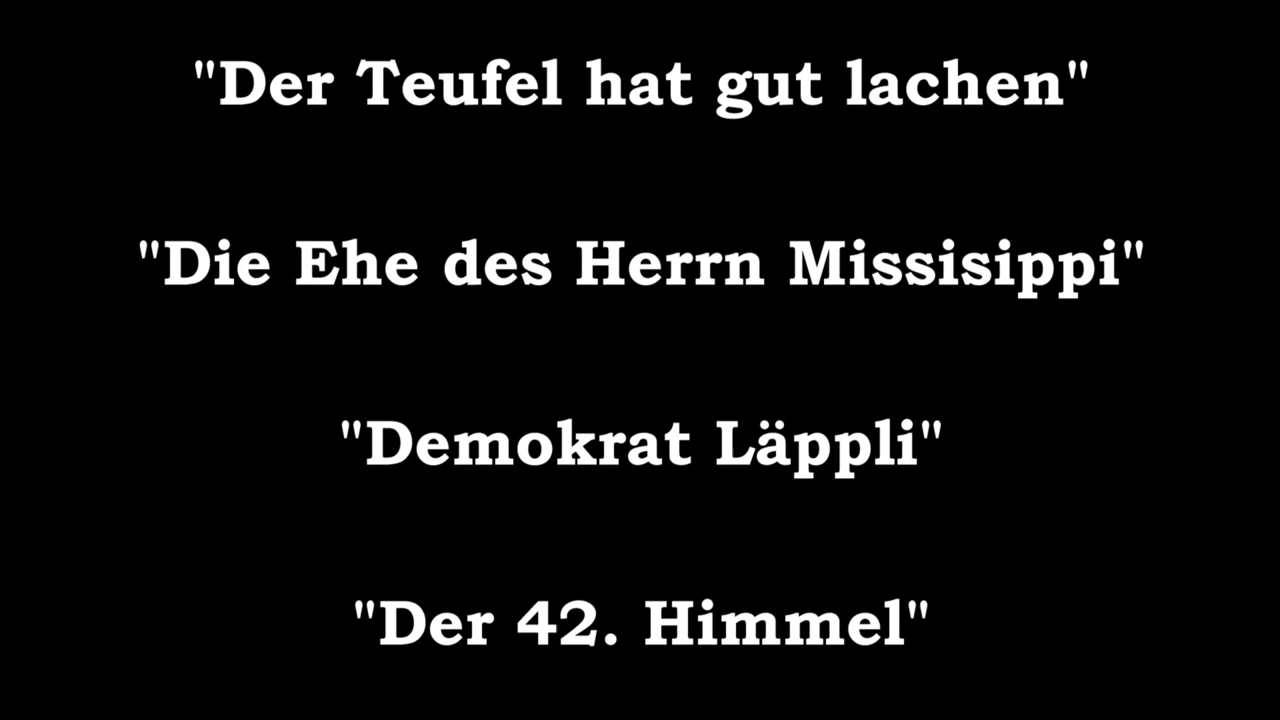 "Der Teufel hat gut lachen"
"Die Ehe des Herrn Missisippi"
"Demokrat Läppli"
"Der 42. Himmel"